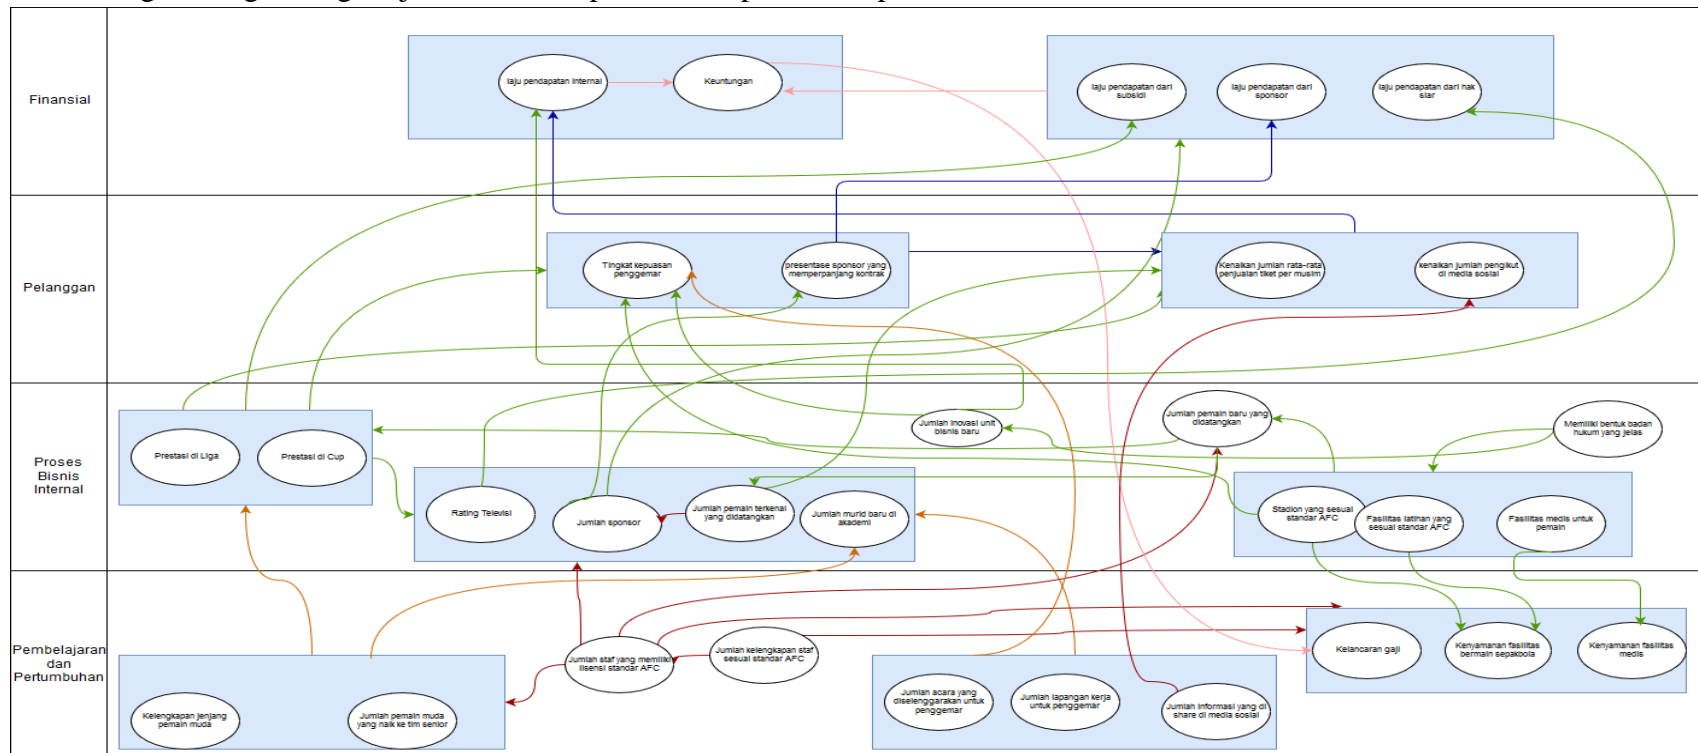 Finansial
laju pendapatan internal
Keuntungan
laju pendapatan dari
subsidi
laju pendapatan dari
sponsor
laju pendapatan dari hak
siar
Pelanggan
Tingkat kepuasan
penggemar
presentase sponsor yang
memperpanjang kontrak
Kenaikan jumlah rata-rata
penjualan tiket per musim
kenaikan jumlah pengikut
di media sosial
Proses
Bisnis
Internal
Prestasi di Liga
Prestasi di Cup
Jumlah inovasi unit
bisnis baru
Jumlah pemain baru yang
didatangkan
Memiliki bentuk badan
hukum yang jelas
Rating Televisi
Jumlah sponsor
Jumlah pemain terkenal
yang didatangkan
Jumlah murid baru di
akademi
Stadion yang sesuai
standar AFC
Fasilitas latihan yang
sesuai standar AFC
Fasilitas medis untuk
pemain
Pembelajaran
dan
Pertumbuhan
Kelengkapan jenjang
pemain muda
Jumlah pemain muda
yang naik ke tim senior
Jumlah staf yang memiliki
lisensi standar AFC
Jumlah kelengkapan staf
sesuai standar AFC
Jumlah acara yang
diselenggarakan untuk
penggemar
Jumlah lapangan kerja
untuk penggemar
Jumlah informasi yang di
share di media sosial
Kelancaran gaji
Kenyamanan fasilitas
bermain sepakbola
Kenyamanan fasilitas
medis